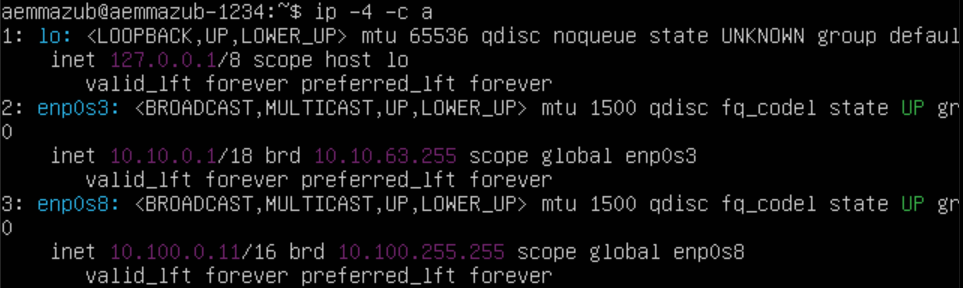 aemmazub@aemmazub-1234:~$ ip -4 -c a
1: lo: <LOOPBACK,UP,LOWER_UP> mtu 65536 qdisc noqueue state UNKNOWN group defaul
inet 127.0.0.1/8 scope host lo
valid_lft forever preferred_lft forever
2: enp0s3: <BROADCAST,MULTICAST,UP,LOWER_UP> mtu 1500 qdisc fq_codel state UP gr
0
inet 10.10.0.1/18 brd 10.10.63.255 scope global enp0s3
valid_lft forever preferred_lft forever
3: enp0s8: <BROADCAST,MULTICAST,UP,LOWER_UP> mtu 1500 qdisc fq_codel state UP gr
0
inet 10.100.0.11/16 brd 10.100.255.255 scope global enp0s8
valid_lft forever preferred_lft forever